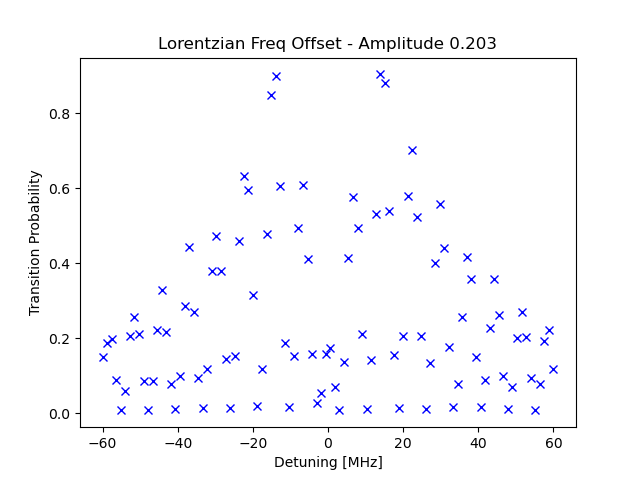 Lorentzian Freq Offset - Amplitude 0.203
Transition Probability
0.8
0.6
0.4
0.2
0.0
−60 −40 −20 0 20 40 60
Detuning [MHz]